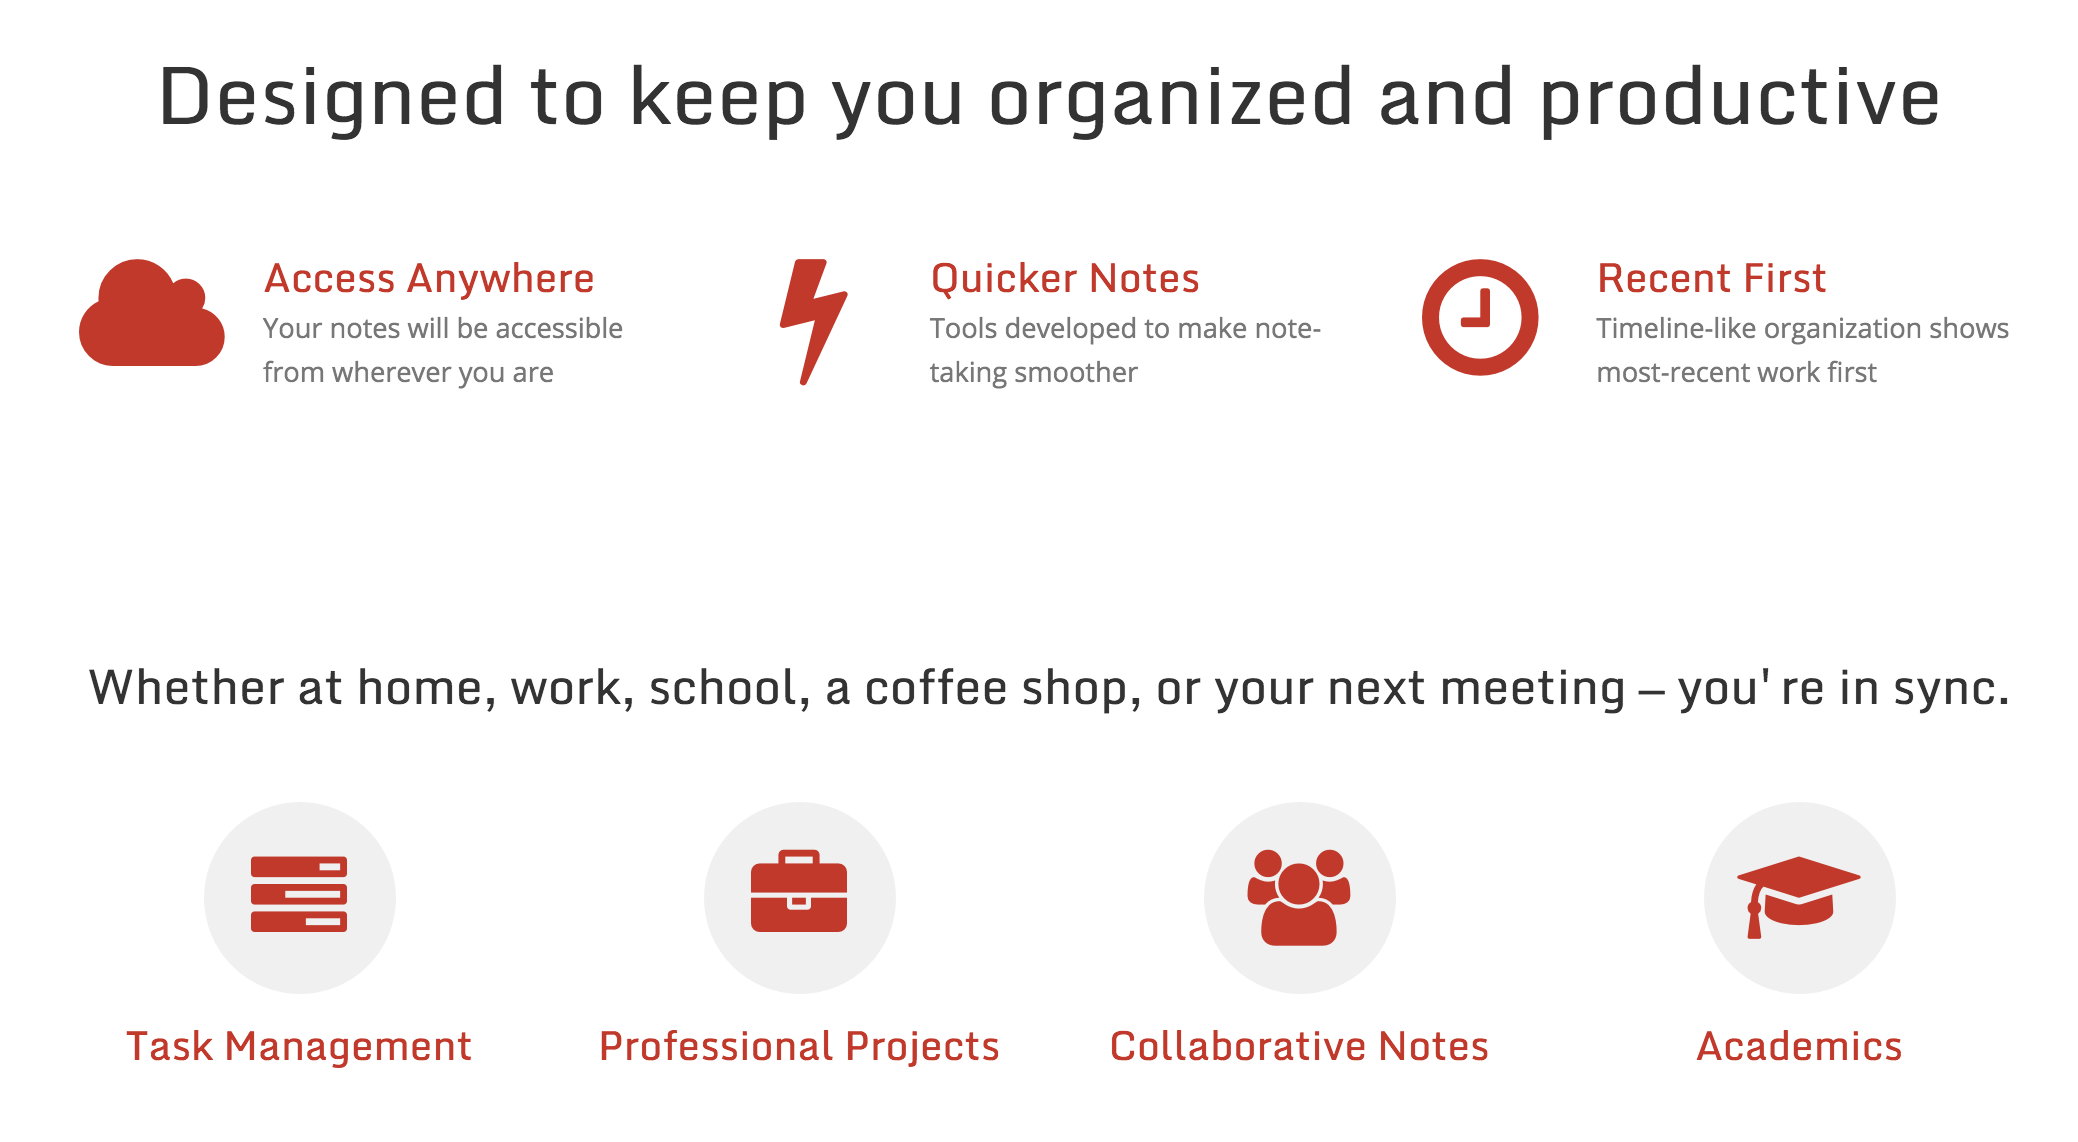 Designed to keep you organized and productive
Access Anywhere
Your notes will be accessible
from wherever you are
Quicker Notes
Tools developed to make note-
taking smoother
Recent First
Timeline-like organization shows
most-recent work first
Whether at home, work, school, a coffee shop, or your next meeting – you're in sync.
Task Management
Professional Projects
Collaborative Notes
Academics